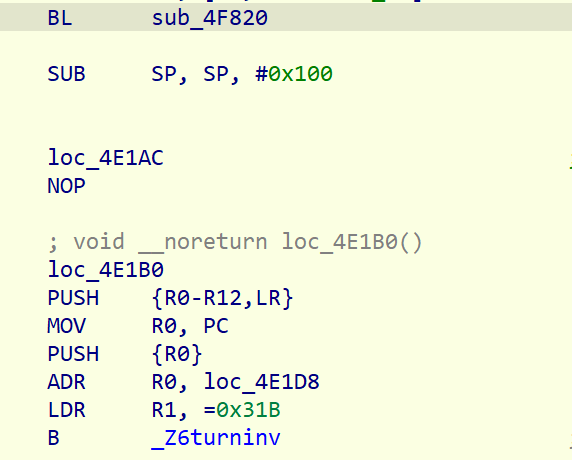 BL sub_4F820
SUB SP, SP, #0x100
loc_4E1AC
NOP
; void __noreturn loc_4E1B0()
loc_4E1B0
PUSH {R0-R12,LR}
MOV R0, PC
PUSH {R0}
ADR R0, loc_4E1D8
LDR R1, =0x31B
B _Z6turninv